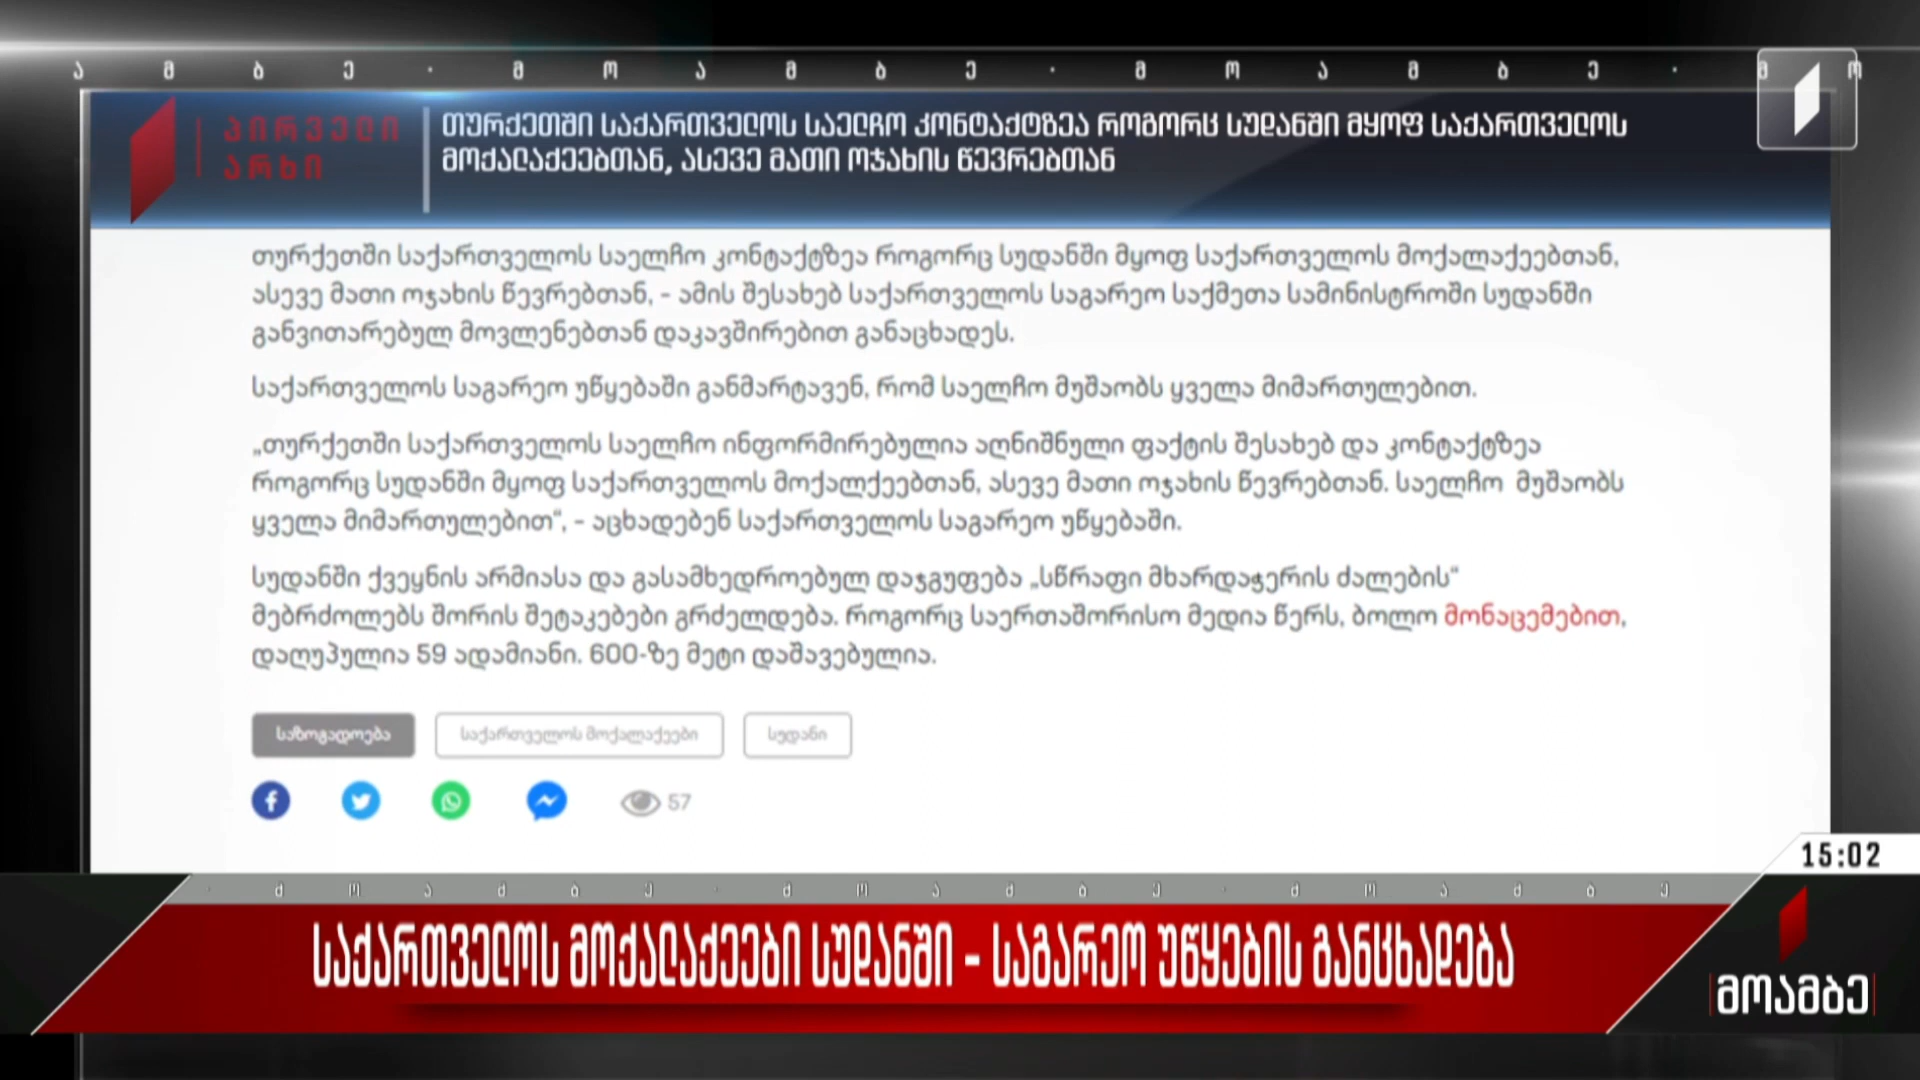 ა მ ბ ე · მ ო ა მ ბ ე · მ ო ა მ ბ ე · მ ო
პირველი
არხი
თურქეთში საქართველოს საელჩო კონტაქტზეა როგორც სუდანში მყოფ საქართველოს
მოქალაქეებთან, ასევე მათი ოჯახის წევრებთან
თურქეთში საქართველოს საელჩო კონტაქტზეა როგორც სუდანში მყოფ საქართველოს მოქალაქეებთან,
ასევე მათი ოჯახის წევრებთან, - ამის შესახებ საქართველოს საგარეო საქმეთა სამინისტროში სუდანში
განვითარებულ მოვლენებთან დაკავშირებით განაცხადეს.
საქართველოს საგარეო უწყებაში განმარტავენ, რომ საელჩო მუშაობს ყველა მიმართულებით.
„თურქეთში საქართველოს საელჩო ინფორმირებულია აღნიშნული ფაქტის შესახებ და კონტაქტზეა
როგორც სუდანში მყოფ საქართველოს მოქალქეებთან, ასევე მათი ოჯახის წევრებთან. საელჩო მუშაობს
ყველა მიმართულებით“, - აცხადებენ საქართველოს საგარეო უწყებაში.
სუდანში ქვეყნის არმიასა და გასამხედროებულ დაჯგუფება „სწრაფი მხარდაჭერის ძალების“
მებრძოლებს შორის შეტაკებები გრძელდება. როგორც საერთაშორისო მედია წერს, ბოლო მონაცემებით,
დაღუპულია 59 ადამიანი. 600-ზე მეტი დაშავებულია.
საზოგადოება საქართველოს მოქალაქეები სუდანი
57
15:02
· მ ო ა მ ბ ე · მ ო ა მ ბ ე · მ ო ა მ ბ ე
საქართველოს მოქალაქეები სუდანში - საგარეო უწყების განცხადება
მოამბე